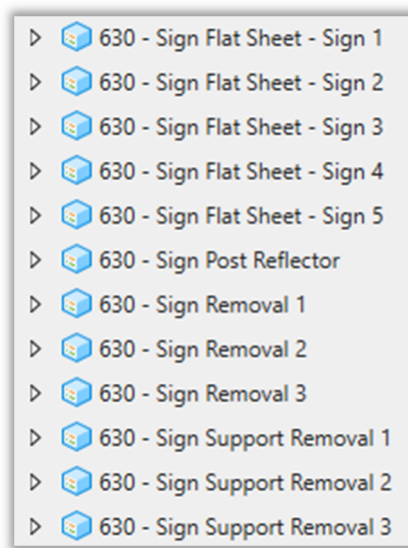 630 - Sign Flat Sheet - Sign 1
630 - Sign Flat Sheet - Sign 2
630 - Sign Flat Sheet - Sign 3
630 - Sign Flat Sheet - Sign 4
630 - Sign Flat Sheet - Sign 5
630 - Sign Post Reflector
630 - Sign Removal 1
630 - Sign Removal 2
630 - Sign Removal 3
630 - Sign Support Removal 1
630 - Sign Support Removal 2
630 - Sign Support Removal 3